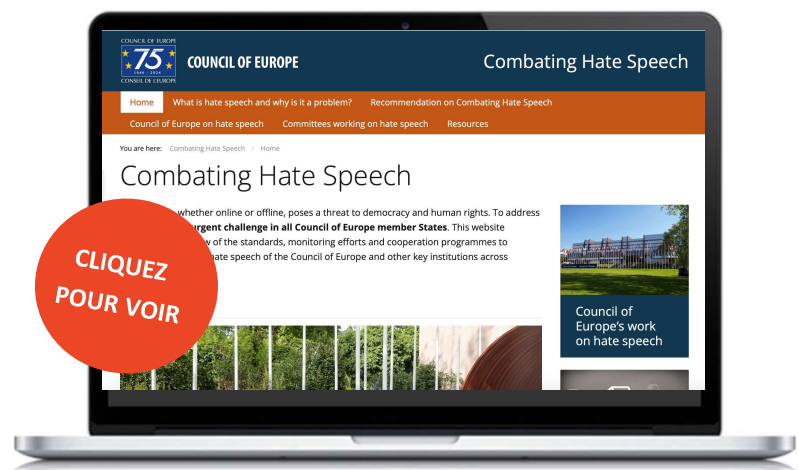 COUNCIL OF EUROPE
75
1949 - 2024
CONSEIL DE L'EUROPE
COUNCIL OF EUROPE
Combating Hate Speech
Home What is hate speech and why is it a problem? Recommendation on Combating Hate Speech
Council of Europe on hate speech Committees working on hate speech Resources
You are here: Combating Hate Speech Home
Combating Hate Speech
whether online or offline, poses a threat to democracy and human rights. To address
urgent challenge in all Council of Europe member States. This website
of the standards, monitoring efforts and cooperation programmes to
hate speech of the Council of Europe and other key institutions across
CLIQUEZ
POUR VOIR
Council of
Europe's work
on hate speech